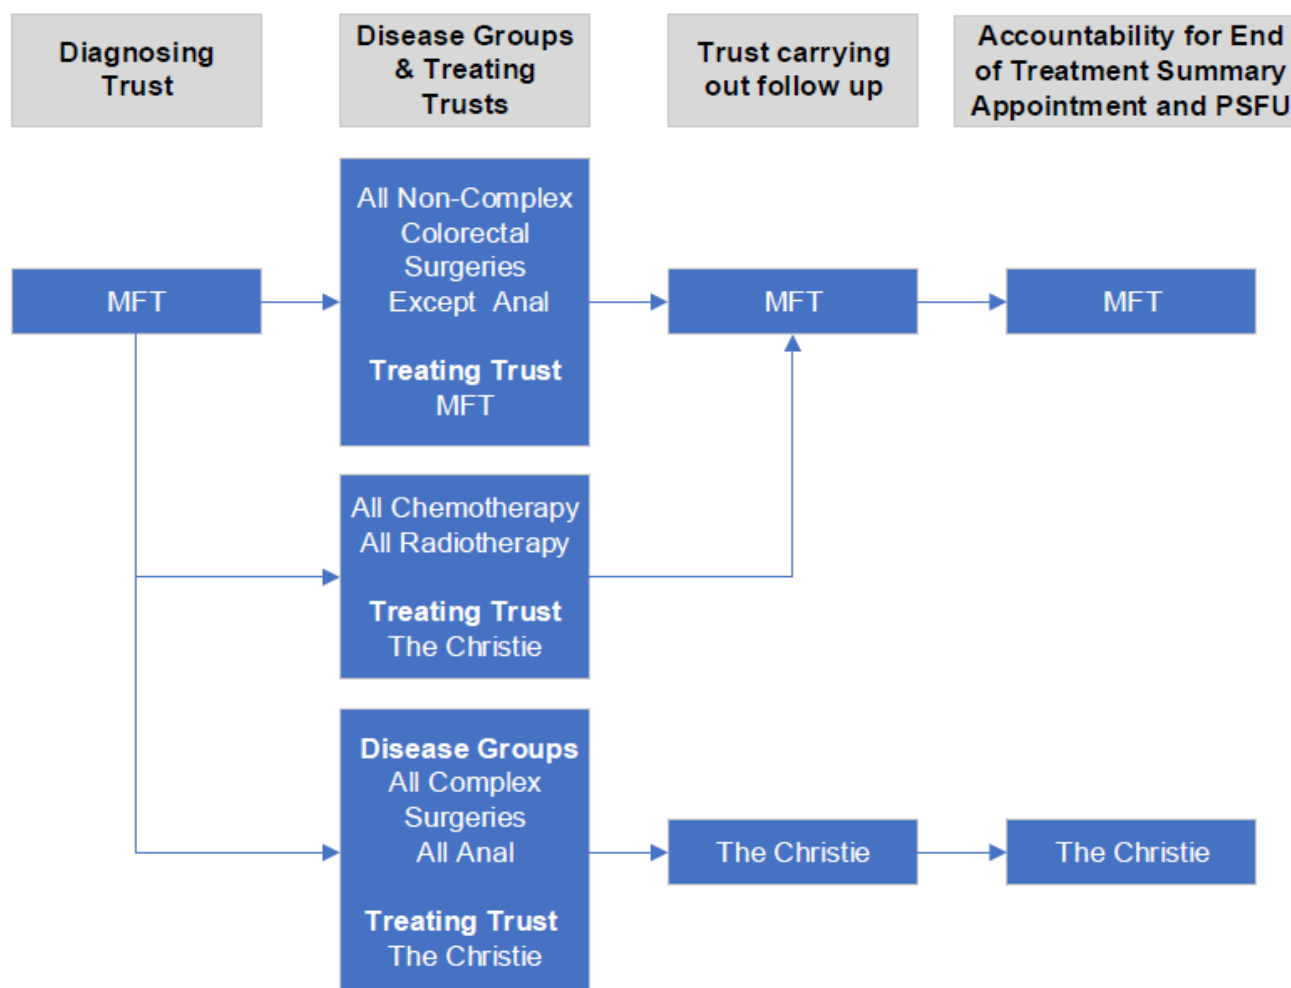 Diagnosing
Trust
Disease Groups
& Treating
Trusts
Trust carrying
out follow up
Accountability for End
of Treatment Summary
Appointment and PSFU
MFT
All Non-Complex
Colorectal
Surgeries
Except Anal
Treating Trust
MFT
MFT
MFT
All Chemotherapy
All Radiotherapy
Treating Trust
The Christie
Disease Groups
All Complex
Surgeries
All Anal
Treating Trust
The Christie
The Christie
The Christie